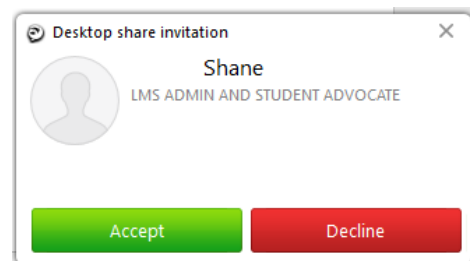 Desktop share invitation
Shane
LMS ADMIN AND STUDENT ADVOCATE
Accept
Decline